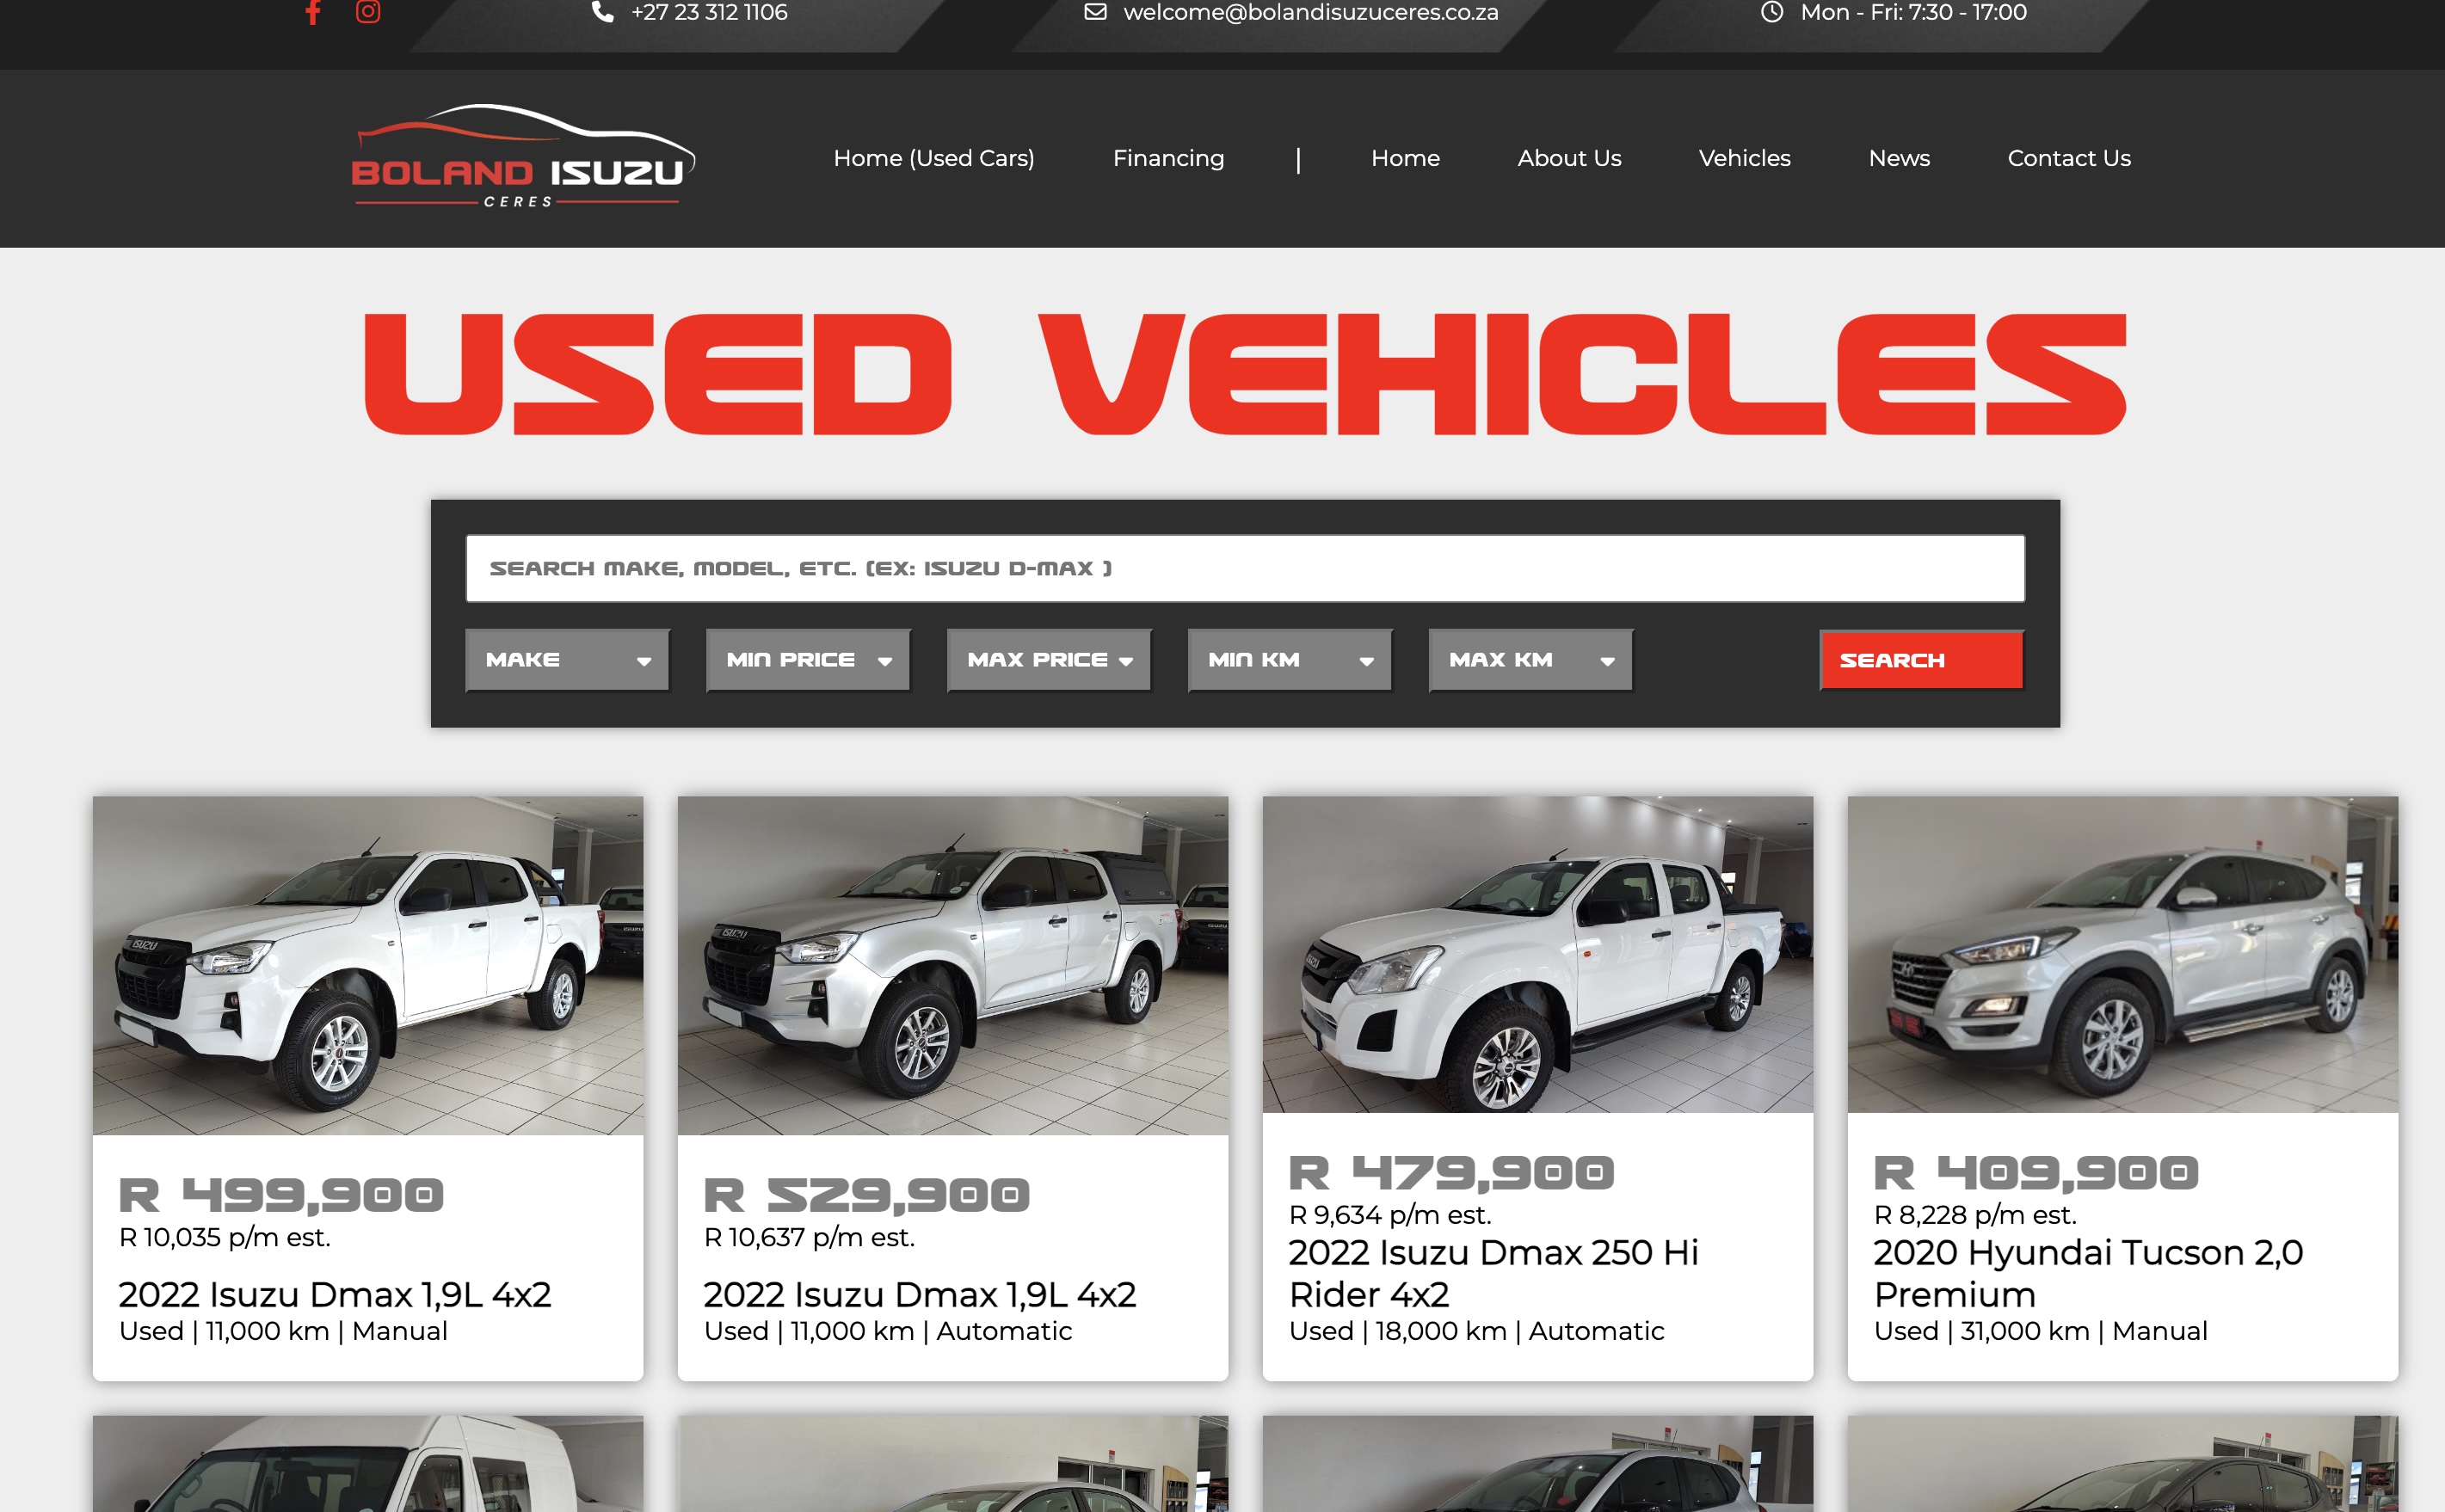 +27 23 312 1106
welcome@bolandisuzuceres.co.za
Mon - Fri: 7:30 - 17:00
BOLAND ISUZU
CERES
Home (Used Cars)
Financing
|
Home
About Us
Vehicles
News
Contact Us
USED VEHICLES
SEARCH MAKE, MODEL, ETC. (EX: ISUZU D-MAX )
MAKE
MIN PRICE
MAX PRICE
MIN KM
MAX KM
SEARCH
ISUZU
ISUZU
ISUZU
ISUZU
ISUZU
R 499,900
R 10,035 p/m est.
2022 Isuzu Dmax 1,9L 4x2
Used | 11,000 km | Manual
R 529,900
R 10,637 p/m est.
2022 Isuzu Dmax 1,9L 4x2
Used | 11,000 km | Automatic
R 479,900
R 9,634 p/m est.
2022 Isuzu Dmax 250 Hi
Rider 4x2
Used | 18,000 km | Automatic
R 409,900
R 8,228 p/m est.
2020 Hyundai Tucson 2,0
Premium
Used | 31,000 km | Manual